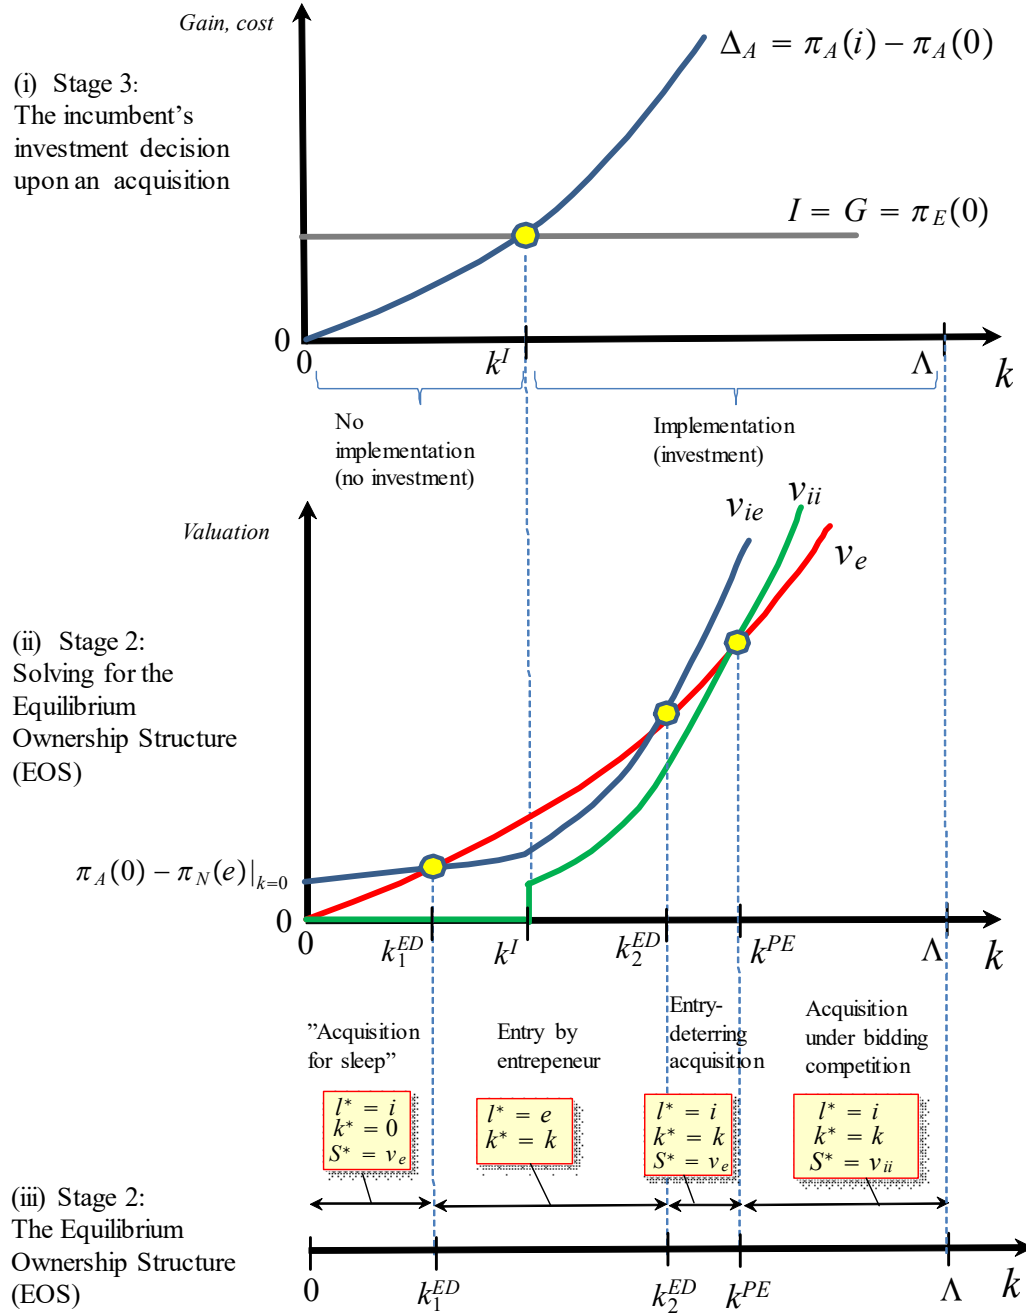 Gain, cost
Δ_A = π_A(i) − π_A(0)
(i) Stage 3:
The incumbent's
investment decision
upon an acquisition
I = G = π_E(0)
0
0
k^I
Λ
k
No
implementation
(no investment)
Implementation
(investment)
Valuation
v_ie
v_ii
v_e
(ii) Stage 2:
Solving for the
Equilibrium
Ownership Structure
(EOS)
π_A(0) − π_N(e)|_{k=0}
0
0
k_1^{ED}
k^I
k_2^{ED}
k^{PE}
Λ
k
"Acquisition
for sleep"
Entry by
entrepeneur
Entry-
deterring
acquisition
Acquisition
under bidding
competition
l* = i
k* = 0
S* = v_e
l* = e
k* = k
l* = i
k* = k
S* = v_e
l* = i
k* = k
S* = v_ii
(iii) Stage 2:
The Equilibrium
Ownership Structure
(EOS)
0
k_1^{ED}
k_2^{ED}
k^{PE}
Λ
k